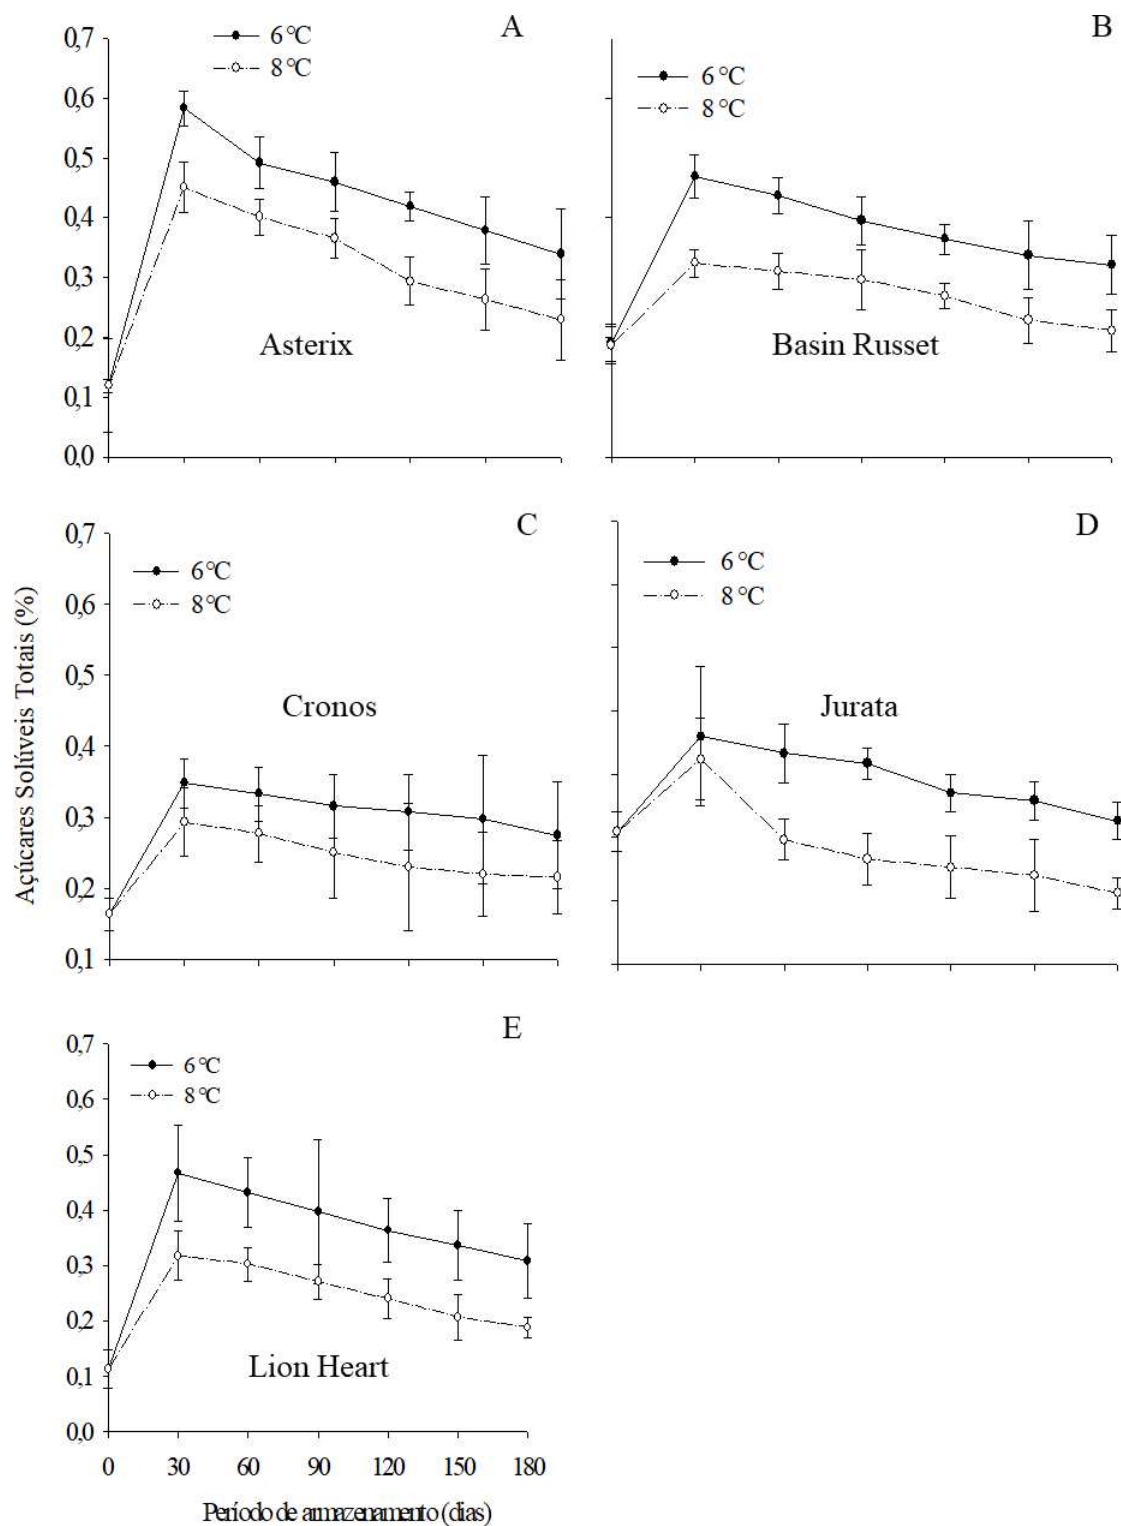 A
6°C
8°C
0,7
0,6
0,5
0,4
0,3
0,2
0,1
0,0
Asterix
B
6°C
8°C
Basin Russet
C
6°C
8°C
0,7
0,6
0,5
0,4
0,3
0,2
0,1
Cronos
D
6°C
8°C
Jurata
Açúcares Solúveis Totais (%)
E
6°C
8°C
0,7
0,6
0,5
0,4
0,3
0,2
0,1
0,0
Lion Heart
0 30 60 90 120 150 180
Período de armazenamento (dias)